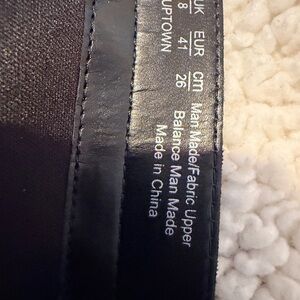 UK EUR cm
8 41 26
UPTOWN
Man Made/Fabric Upper
Balance Man Made
Made in China